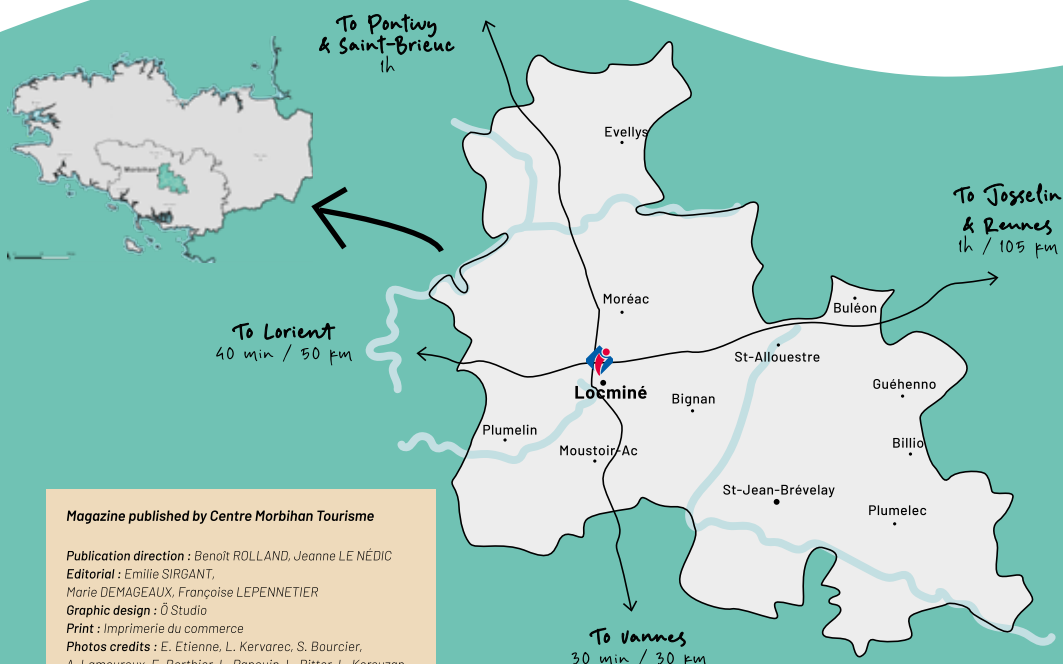 To Pontivy
& Saint-Brieuc
1h
Morbihan
Evellys
To Josselin
& Rennes
1h / 105 km
Moréac
Buléon
To Lorient
40 min / 50 km
St-Allouestre
Guéhenno
Locminé
Bignan
Plumelin
Billio
Moustoir-Ac
St-Jean-Brévelay
Plumelec
To Vannes
30 min / 30 km
Magazine published by Centre Morbihan Tourisme
Publication direction : Benoît ROLLAND, Jeanne LE NÉDIC
Editorial : Emilie SIRGANT,
Marie DEMAGEAUX, Françoise LEPENNETIER
Graphic design : Õ Studio
Print : Imprimerie du commerce
Photos credits : E. Etienne, L. Kervarec, S. Bourcier,